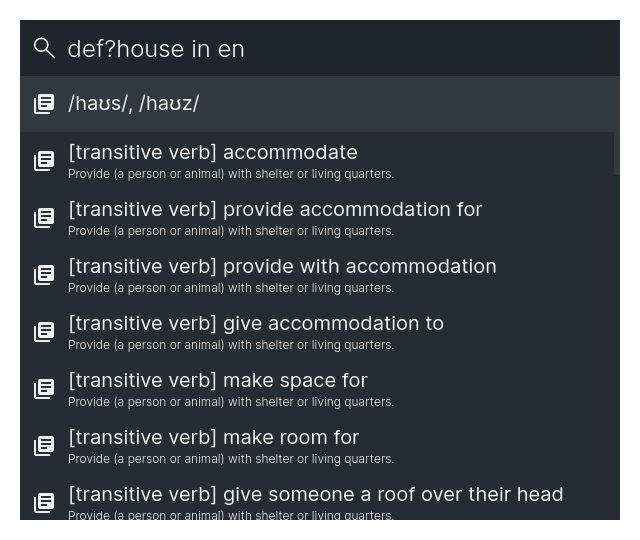 def?house in en
/haʊs/, /haʊz/
[transitive verb] accommodate
Provide (a person or animal) with shelter or living quarters.
[transitive verb] provide accommodation for
Provide (a person or animal) with shelter or living quarters.
[transitive verb] provide with accommodation
Provide (a person or animal) with shelter or living quarters.
[transitive verb] give accommodation to
Provide (a person or animal) with shelter or living quarters.
[transitive verb] make space for
Provide (a person or animal) with shelter or living quarters.
[transitive verb] make room for
Provide (a person or animal) with shelter or living quarters.
[transitive verb] give someone a roof over their head
Provide (a person or animal) with shelter or living quarters.